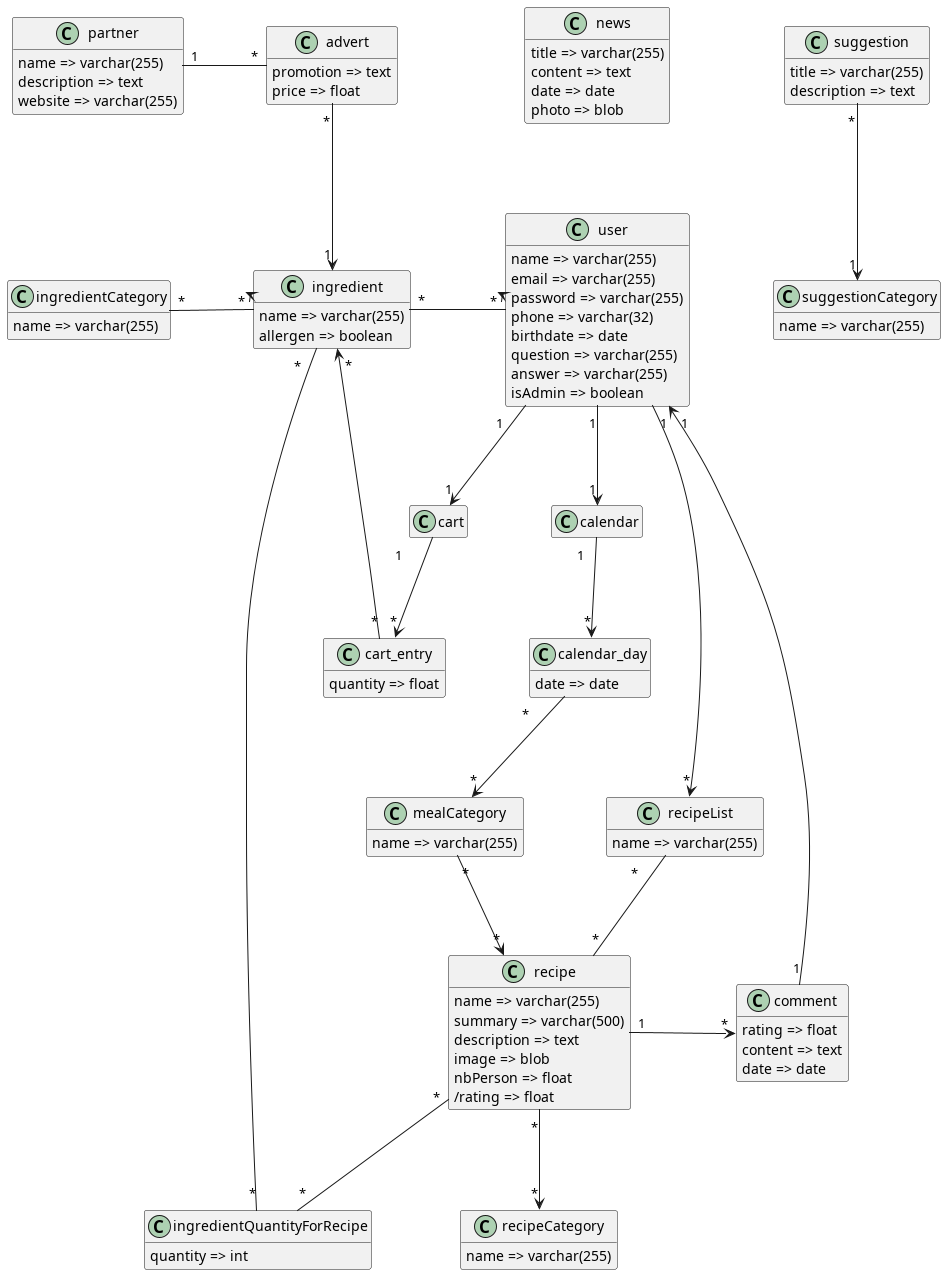 C partner
name => varchar(255)
description => text
website => varchar(255)
1
*
C advert
promotion => text
price => float
C news
title => varchar(255)
content => text
date => date
photo => blob
C suggestion
title => varchar(255)
description => text
*
1
*
1
C ingredientCategory
name => varchar(255)
*
*
C ingredient
name => varchar(255)
allergen => boolean
*
*
C user
name => varchar(255)
email => varchar(255)
password => varchar(255)
phone => varchar(32)
birthdate => date
question => varchar(255)
answer => varchar(255)
isAdmin => boolean
C suggestionCategory
name => varchar(255)
*
*
1
1
1
1
1
1
C cart
C calendar
1
*
1
*
*
C cart_entry
quantity => float
C calendar_day
date => date
*
*
*
C mealCategory
name => varchar(255)
C recipeList
name => varchar(255)
*
*
*
*
C recipe
name => varchar(255)
summary => varchar(500)
description => text
image => blob
nbPerson => float
/rating => float
1
*
1
C comment
rating => float
content => text
date => date
*
*
*
*
*
C ingredientQuantityForRecipe
quantity => int
C recipeCategory
name => varchar(255)